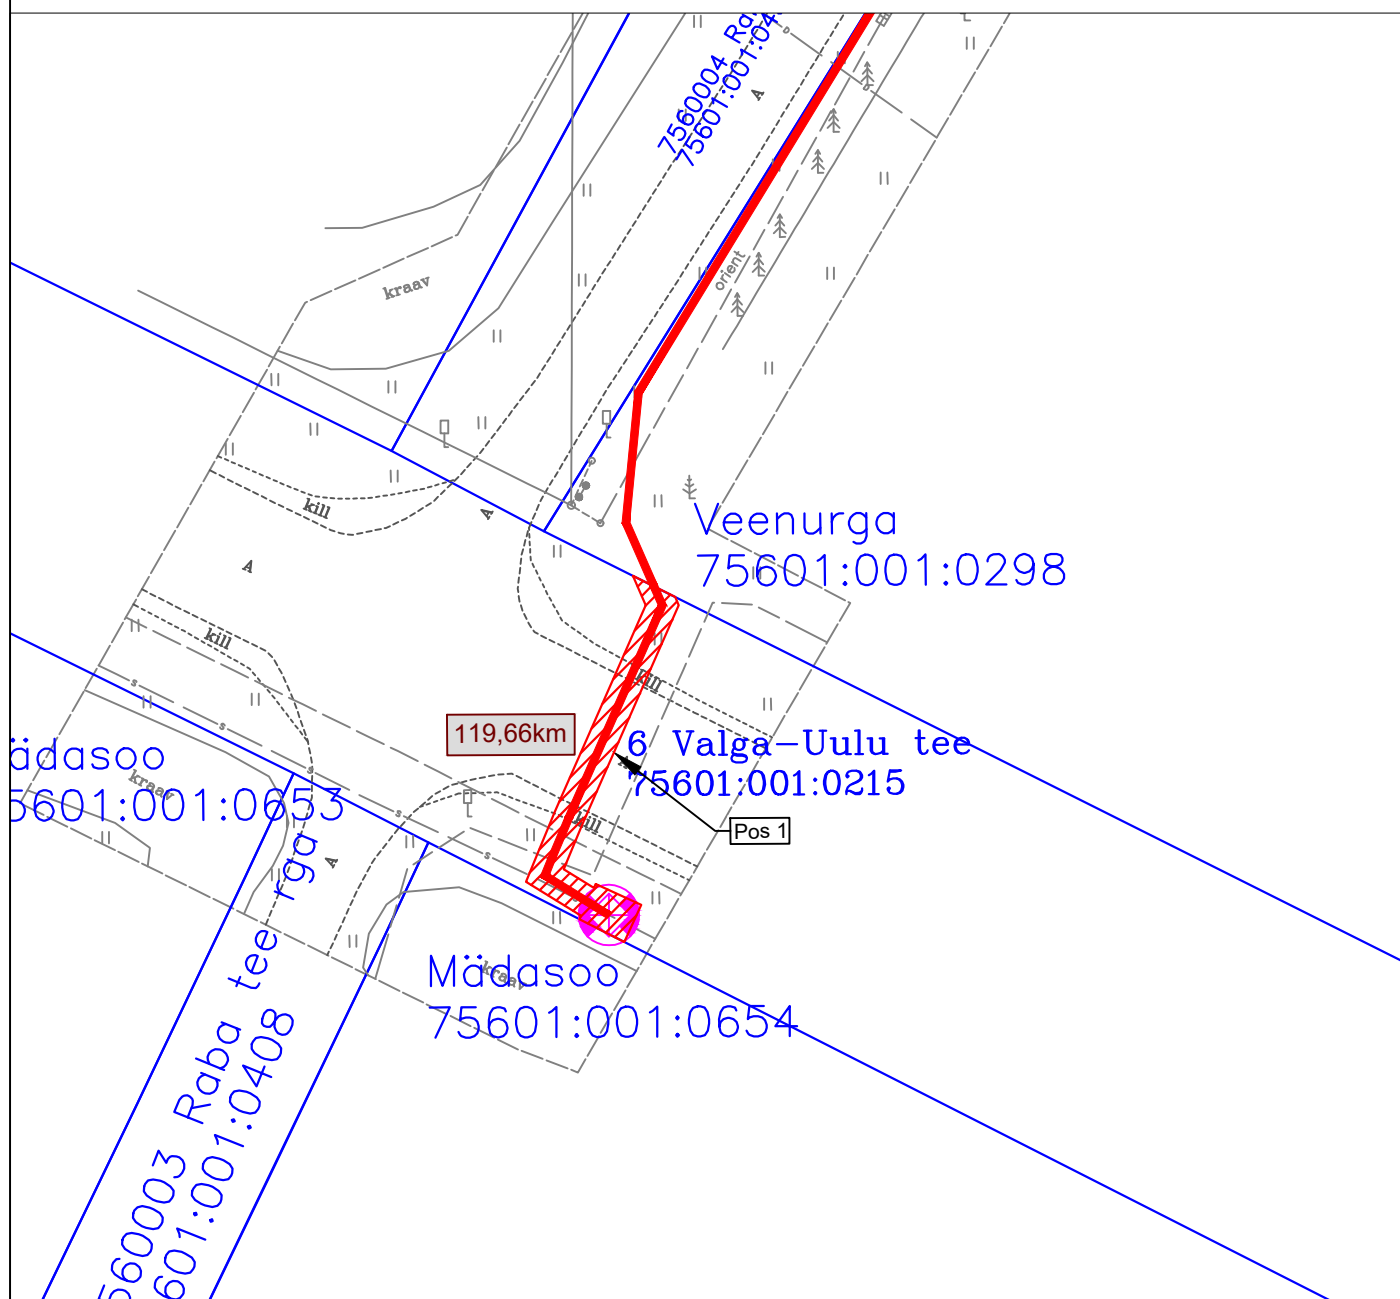 7560004 Ra
75601:001:04
A
kraav
orient
kill
A
A
Veenurga
75601:001:0298
kill
kill
119,66km
6 Valga-Uulu tee
75601:001:0215
Pos 1
ädasoo
5601:001:0653
kraav
kill
A
Mädasoo
75601:001:0654
kraav
560003 Raba tee
rga
601:001:0408
s
s
s
s